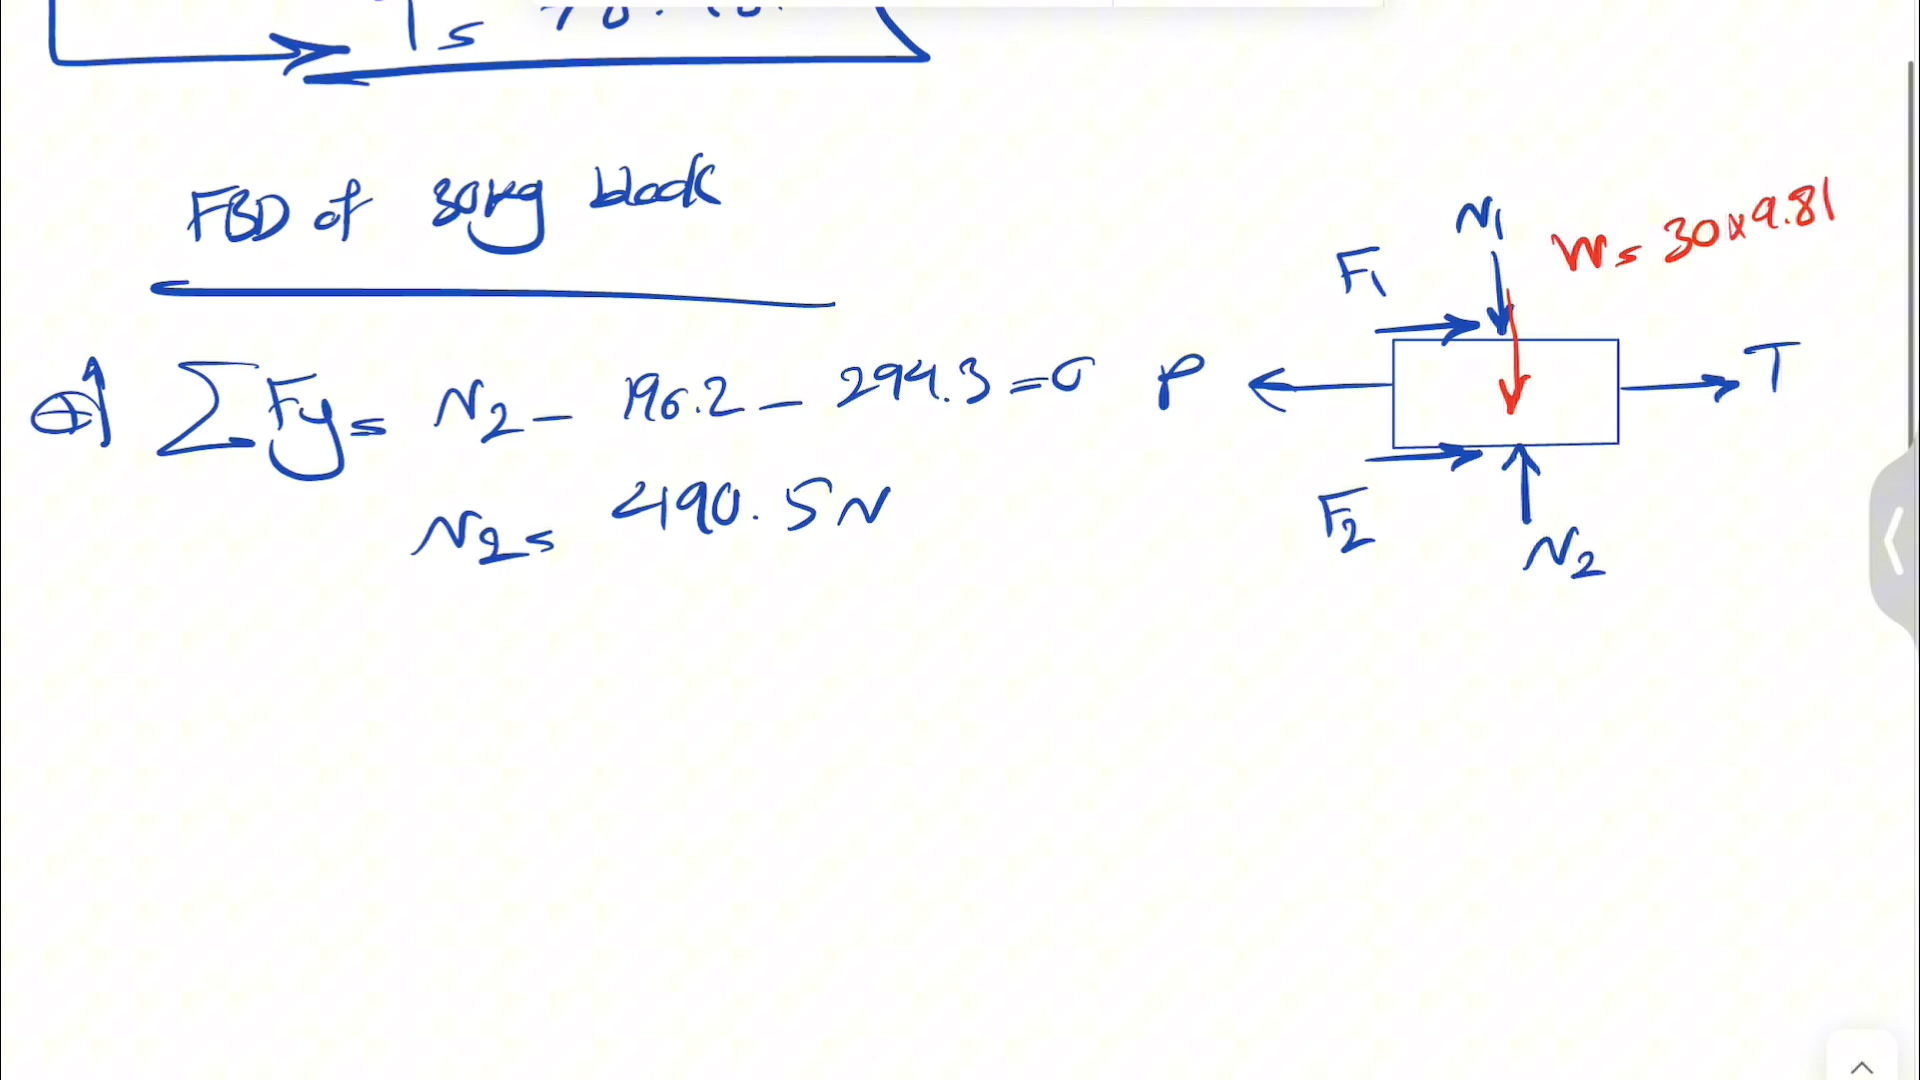 FBD of 30kg block
ΣFy = N2 - 196.2 - 294.3 = 0
N2 = 490.5 N
N1
W = 30 x 9.81
F1
P
T
F2
N2